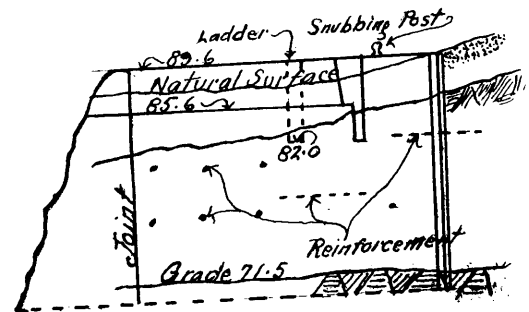 Ladder
Snubbing Post
89.6
Natural Surface
85.6
82.0
Joint
Reinforcement
Grade 71.5